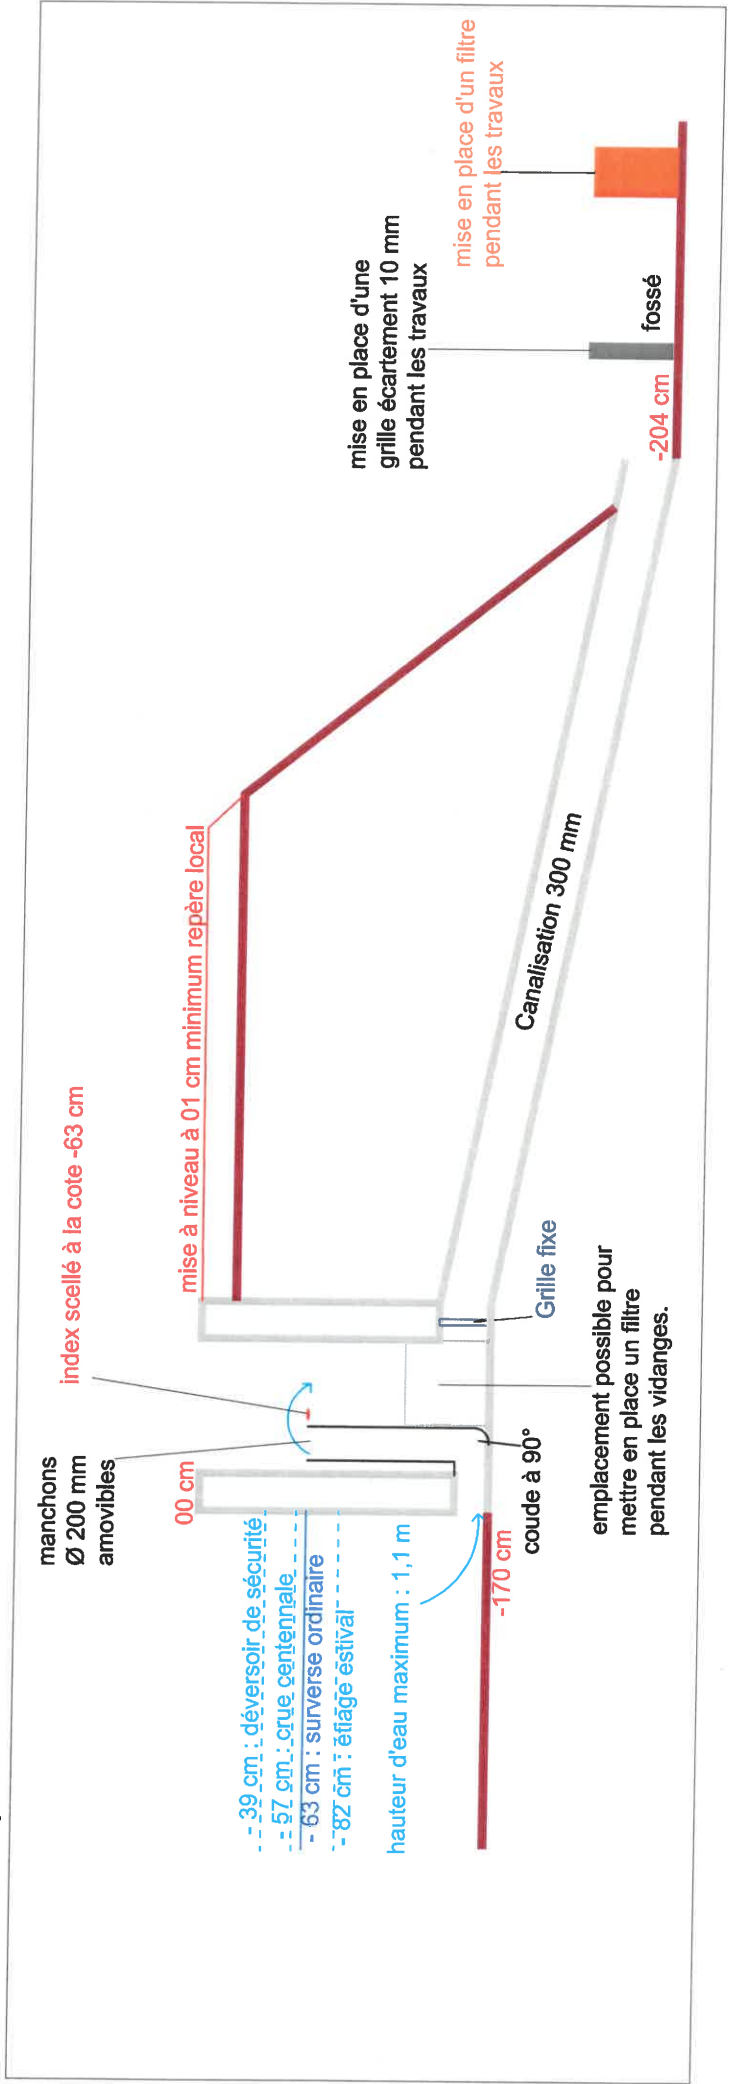 manchons
Ø 200 mm
amovibles
index scellé à la cote -63 cm
00 cm
mise à niveau à 01 cm minimum repère local
- 39 cm : déversoir de sécurité
- 57 cm : crue centennale
- 63 cm : surverse ordinaire
- 82 cm : étiage estival
hauteur d'eau maximum : 1,1 m
-170 cm
coude à 90°
Grille fixe
emplacement possible pour
mettre en place un filtre
pendant les vidanges.
Canalisation 300 mm
mise en place d'une
grille écartement 10 mm
pendant les travaux
mise en place d'un filtre
pendant les travaux
-204 cm
fossé